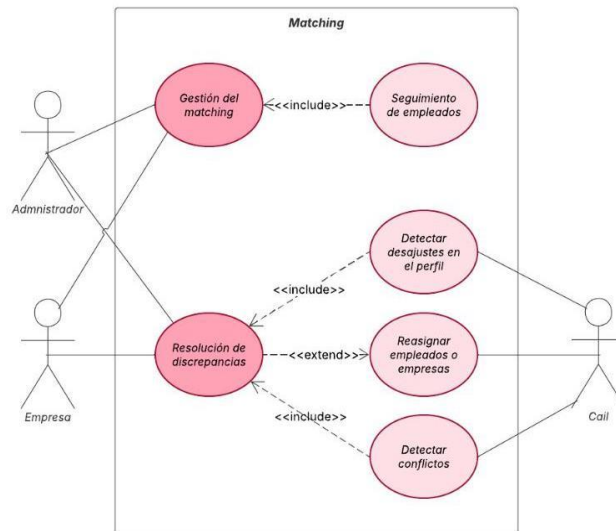 Matching
Gestión del
matching
<<include>>
Seguimiento
de empleados
Admnistrador
Detectar
desajustes en
el perfil
<<include>>
Resolución de
discrepancias
<<extend>>
Reasignar
empleados o
empresas
Empresa
Cail
<<include>>
Detectar
conflictos